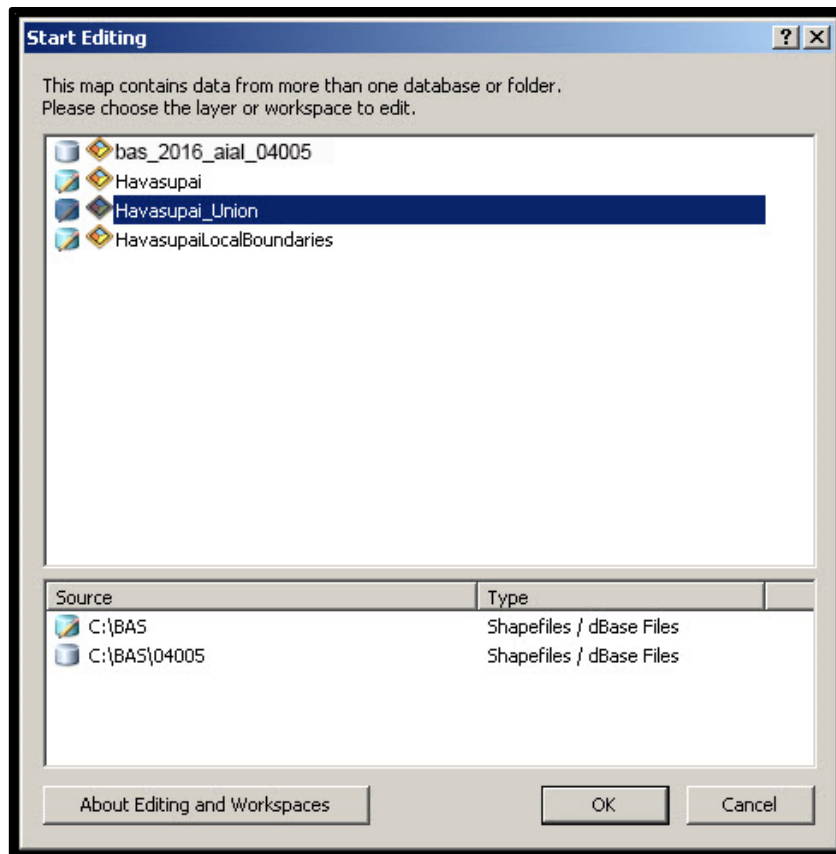 Start Editing
This map contains data from more than one database or folder.
Please choose the layer or workspace to edit.
bas_2016_aial_04005
Havasupai
Havasupai_Union
HavasupaiLocalBoundaries
Source Type
C:\BAS Shapefiles / dBase Files
C:\BAS\04005 Shapefiles / dBase Files
About Editing and Workspaces OK Cancel